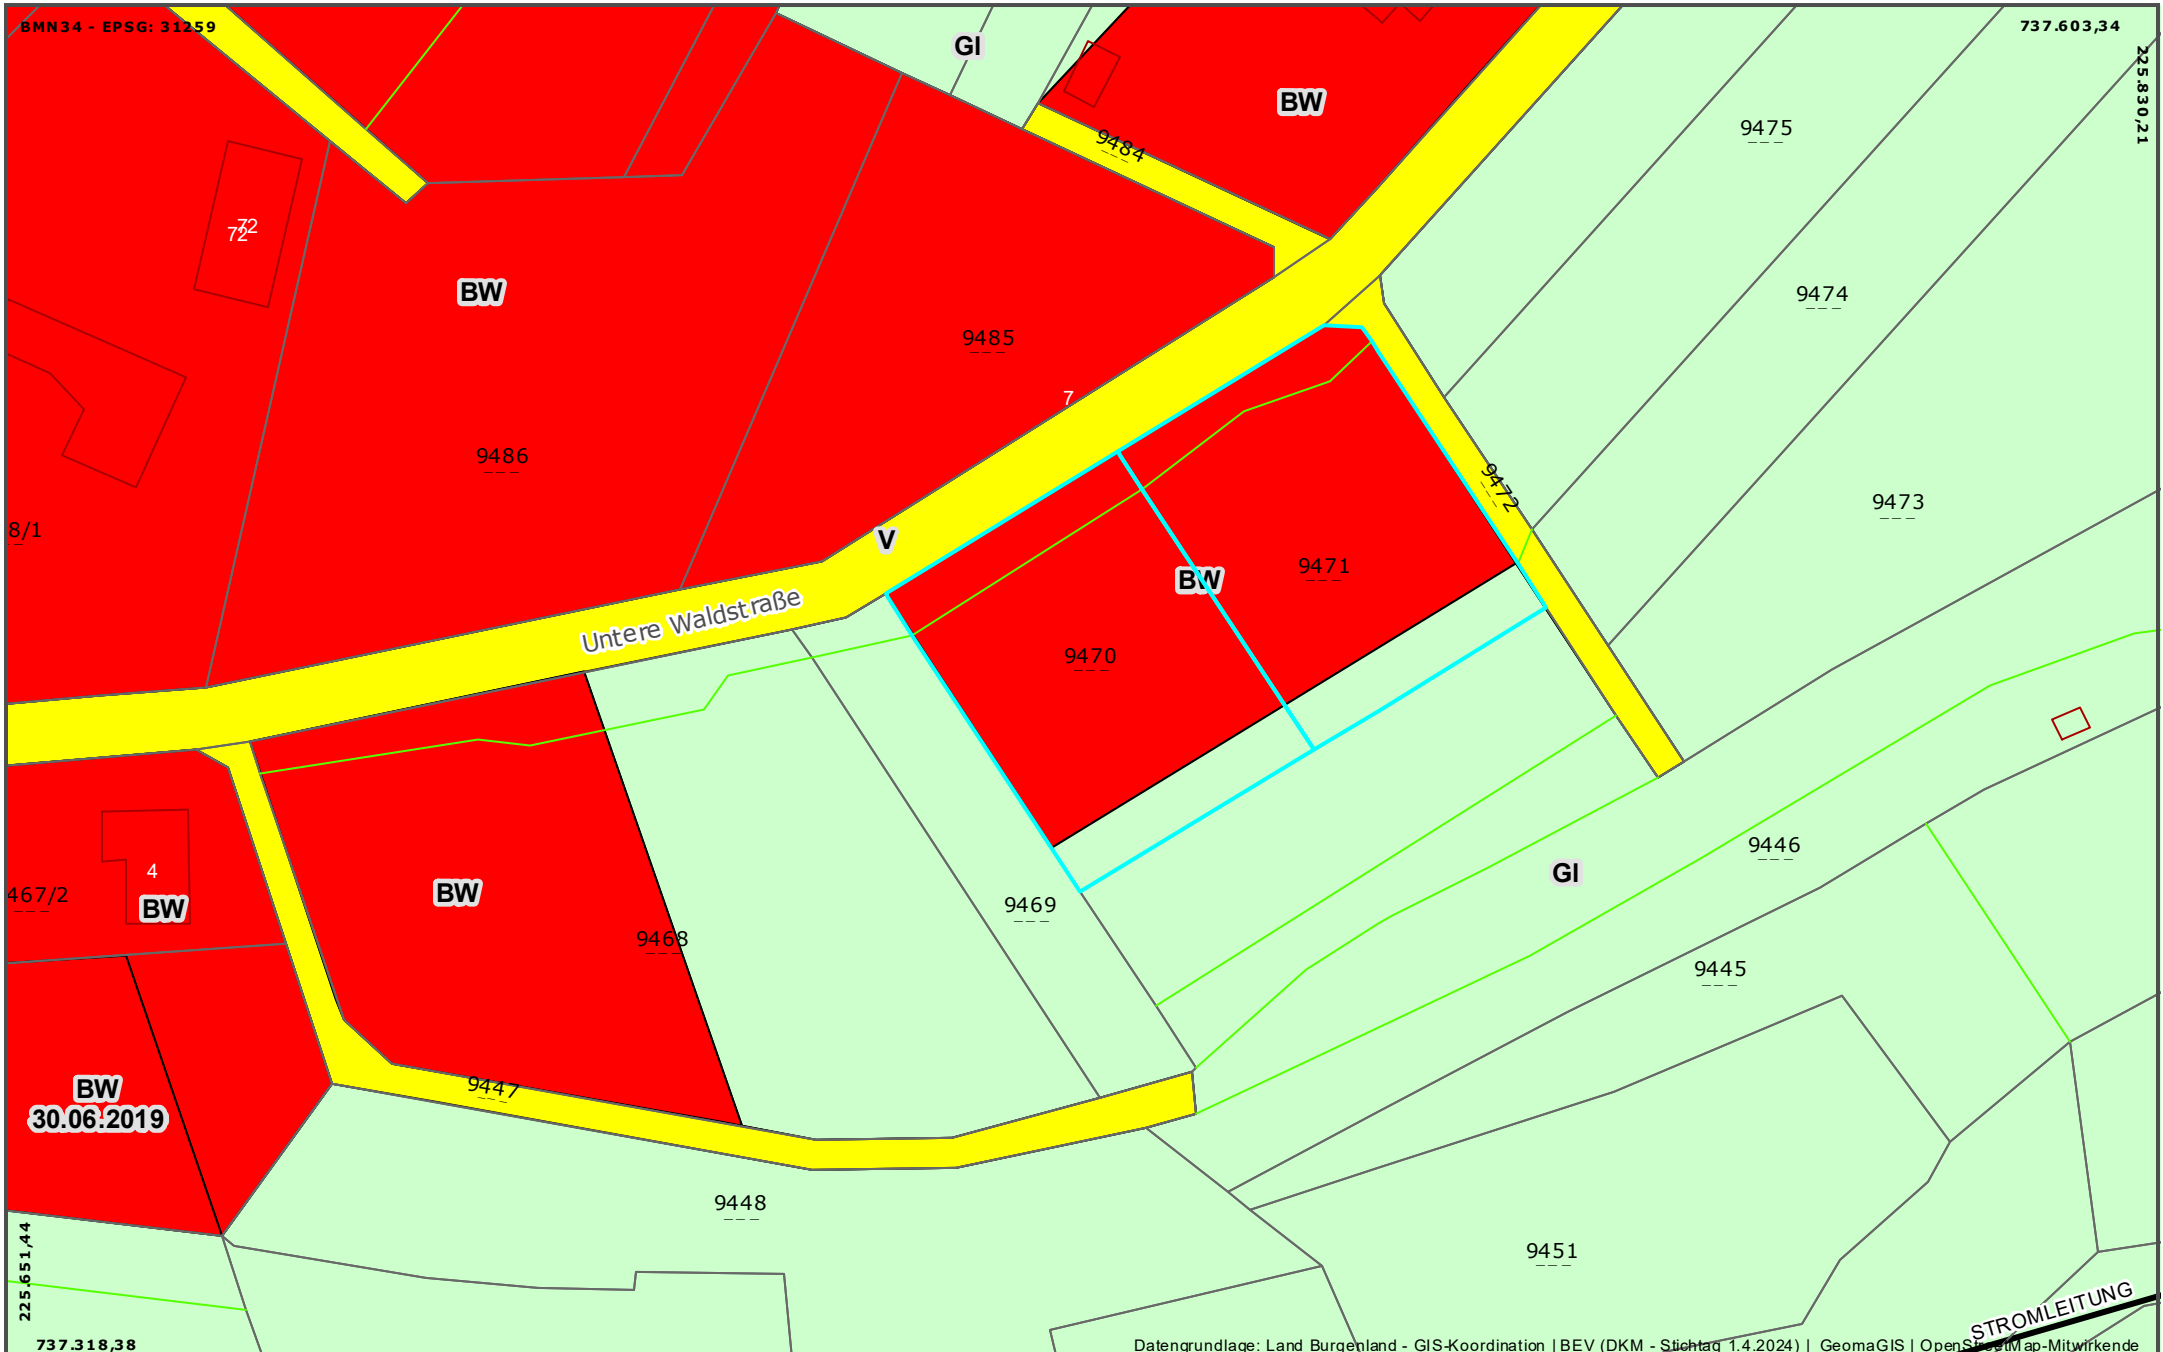 BMN34 - EPSG: 31259
737.603,34
225.830,21
GI
BW
9484
9475
72
72
BW
9474
9485
7
9486
9472
9473
8/1
V
BW
9471
Untere Waldstraße
9470
9446
4
GI
BW
467/2
BW
9469
9468
9445
BW
30.06.2019
9447
9448
9451
225.651,44
STROMLEITUNG
737.318,38
Datengrundlage: Land Burgenland - GIS-Koordination | BEV (DKM - Stichtag 1.4.2024) | GeomaGIS | OpenStreetMap-Mitwirkende